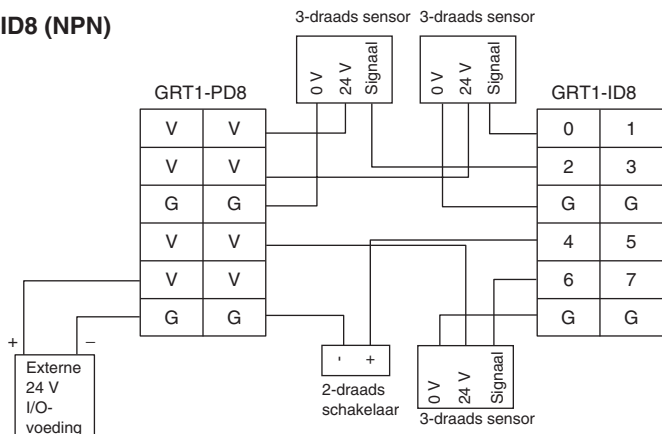 ID8 (NPN)
3-draads sensor 3-draads sensor
0 V
24 V
Signaal
0 V
24 V
Signaal
GRT1-PD8
GRT1-ID8
V V
V V
G G
V V
V V
G G
0 1
2 3
G G
4 5
6 7
G G
+ –
Externe
24 V
I/O-
voeding
- +
2-draads
schakelaar
0 V
24 V
Signaal
3-draads sensor